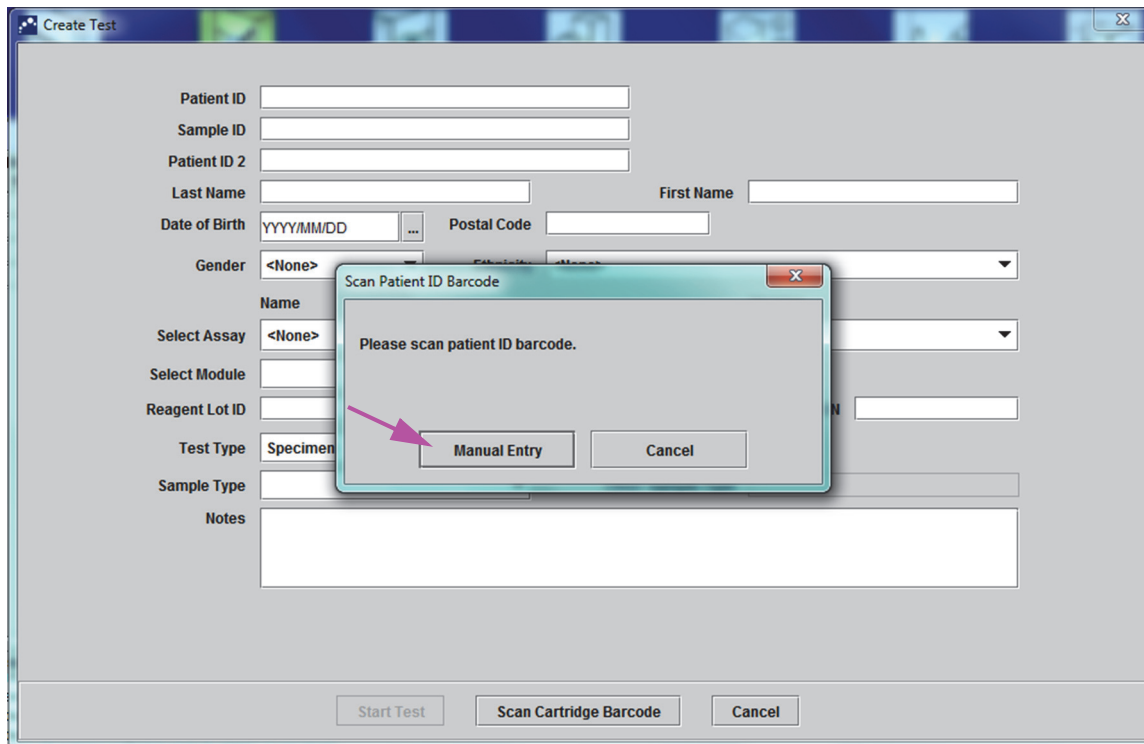 Create Test
Patient ID
Sample ID
Patient ID 2
Last Name First Name
Date of Birth YYYY/MM/DD ... Postal Code
Gender <None>
Scan Patient ID Barcode
Name
Select Assay <None>
Please scan patient ID barcode.
Select Module
Reagent Lot ID
Test Type Specimen
Manual Entry Cancel
Sample Type
Notes
Start Test Scan Cartridge Barcode Cancel